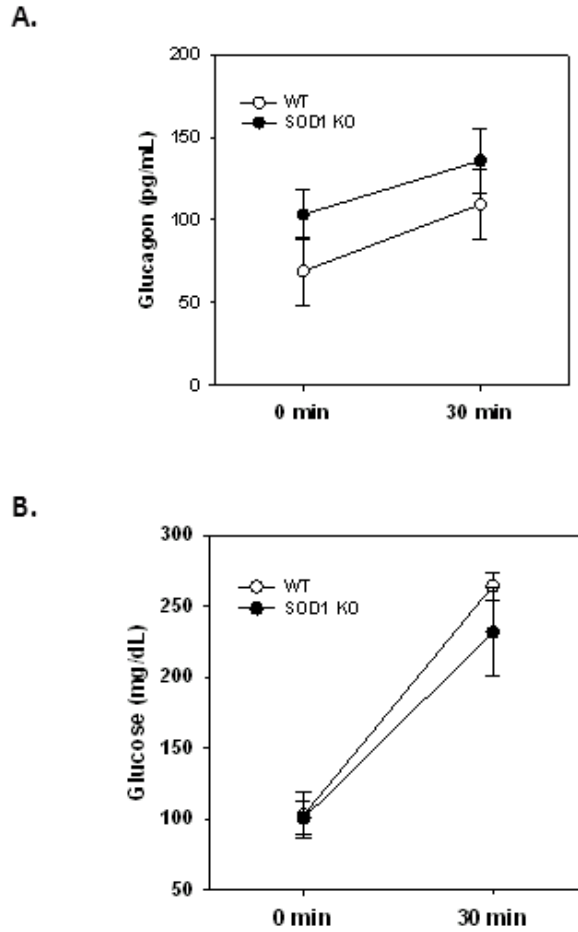 A.
200
WT
SOD1 KO
150
100
50
0
Glucagon (pg/mL)
0 min 30 min
B.
300
WT
SOD1 KO
250
200
150
100
50
Glucose (mg/dL)
0 min 30 min